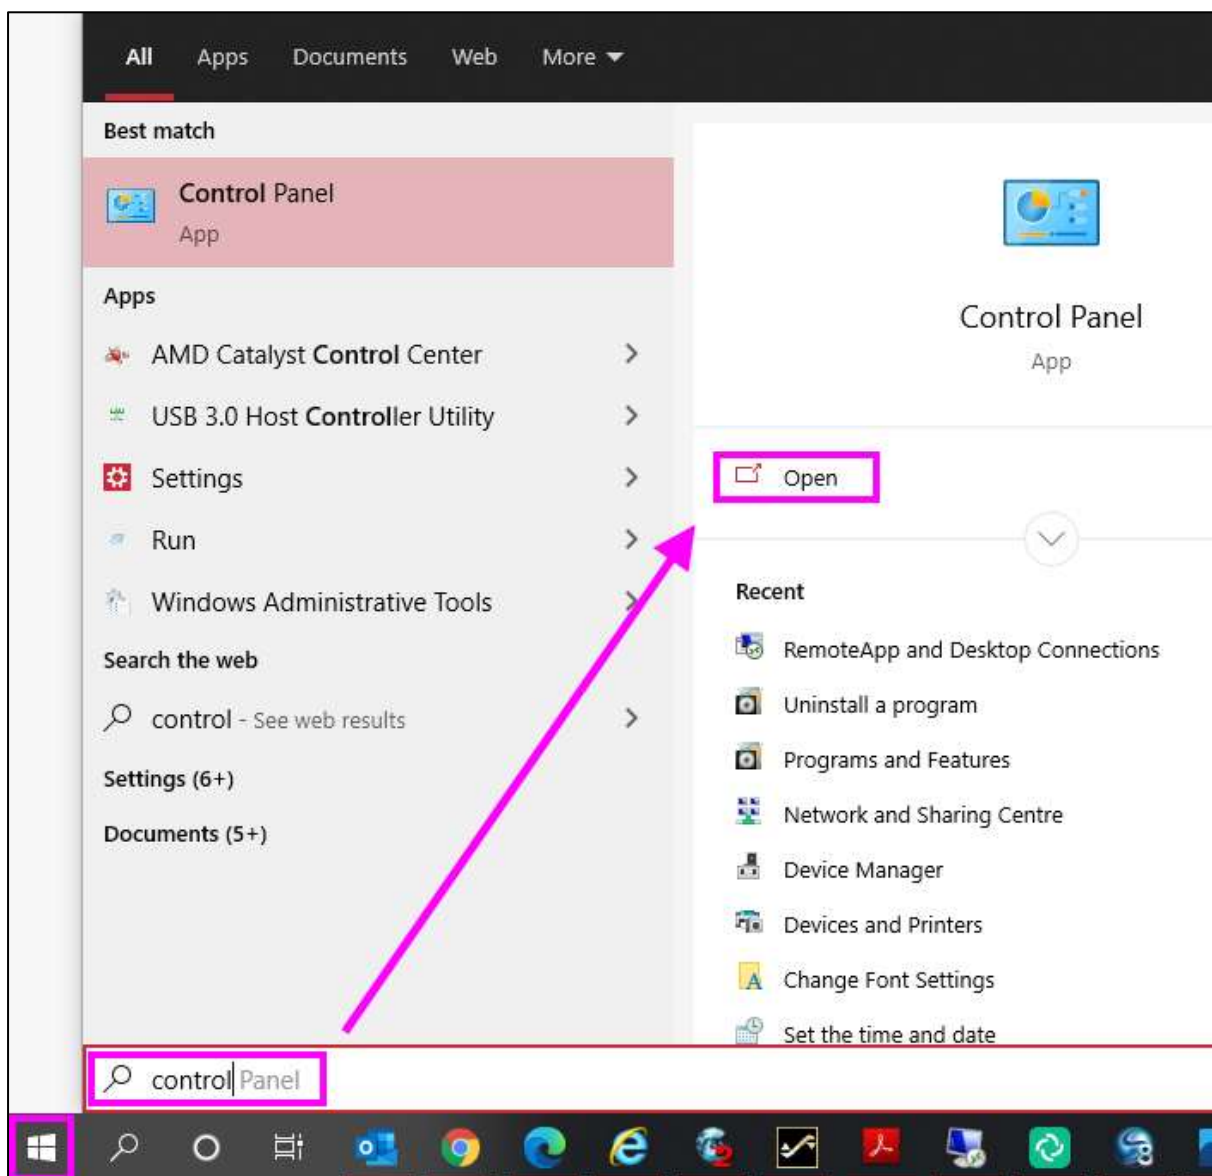 All Apps Documents Web More
Best match
Control Panel
App
Apps
AMD Catalyst Control Center
USB 3.0 Host Controller Utility
Settings
Run
Windows Administrative Tools
Search the web
control - See web results
Settings (6+)
Documents (5+)
Control Panel
App
Open
Recent
RemoteApp and Desktop Connections
Uninstall a program
Programs and Features
Network and Sharing Centre
Device Manager
Devices and Printers
Change Font Settings
Set the time and date
control Panel